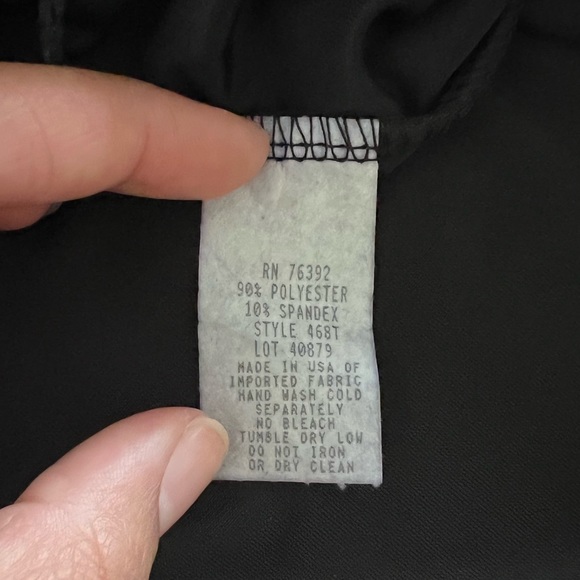 RN 76392
90% POLYESTER
10% SPANDEX
STYLE 468T
LOT 40879
MADE IN USA OF
IMPORTED FABRIC
HAND WASH COLD
SEPARATELY
NO BLEACH
TUMBLE DRY LOW
DO NOT IRON
OR DRY CLEAN